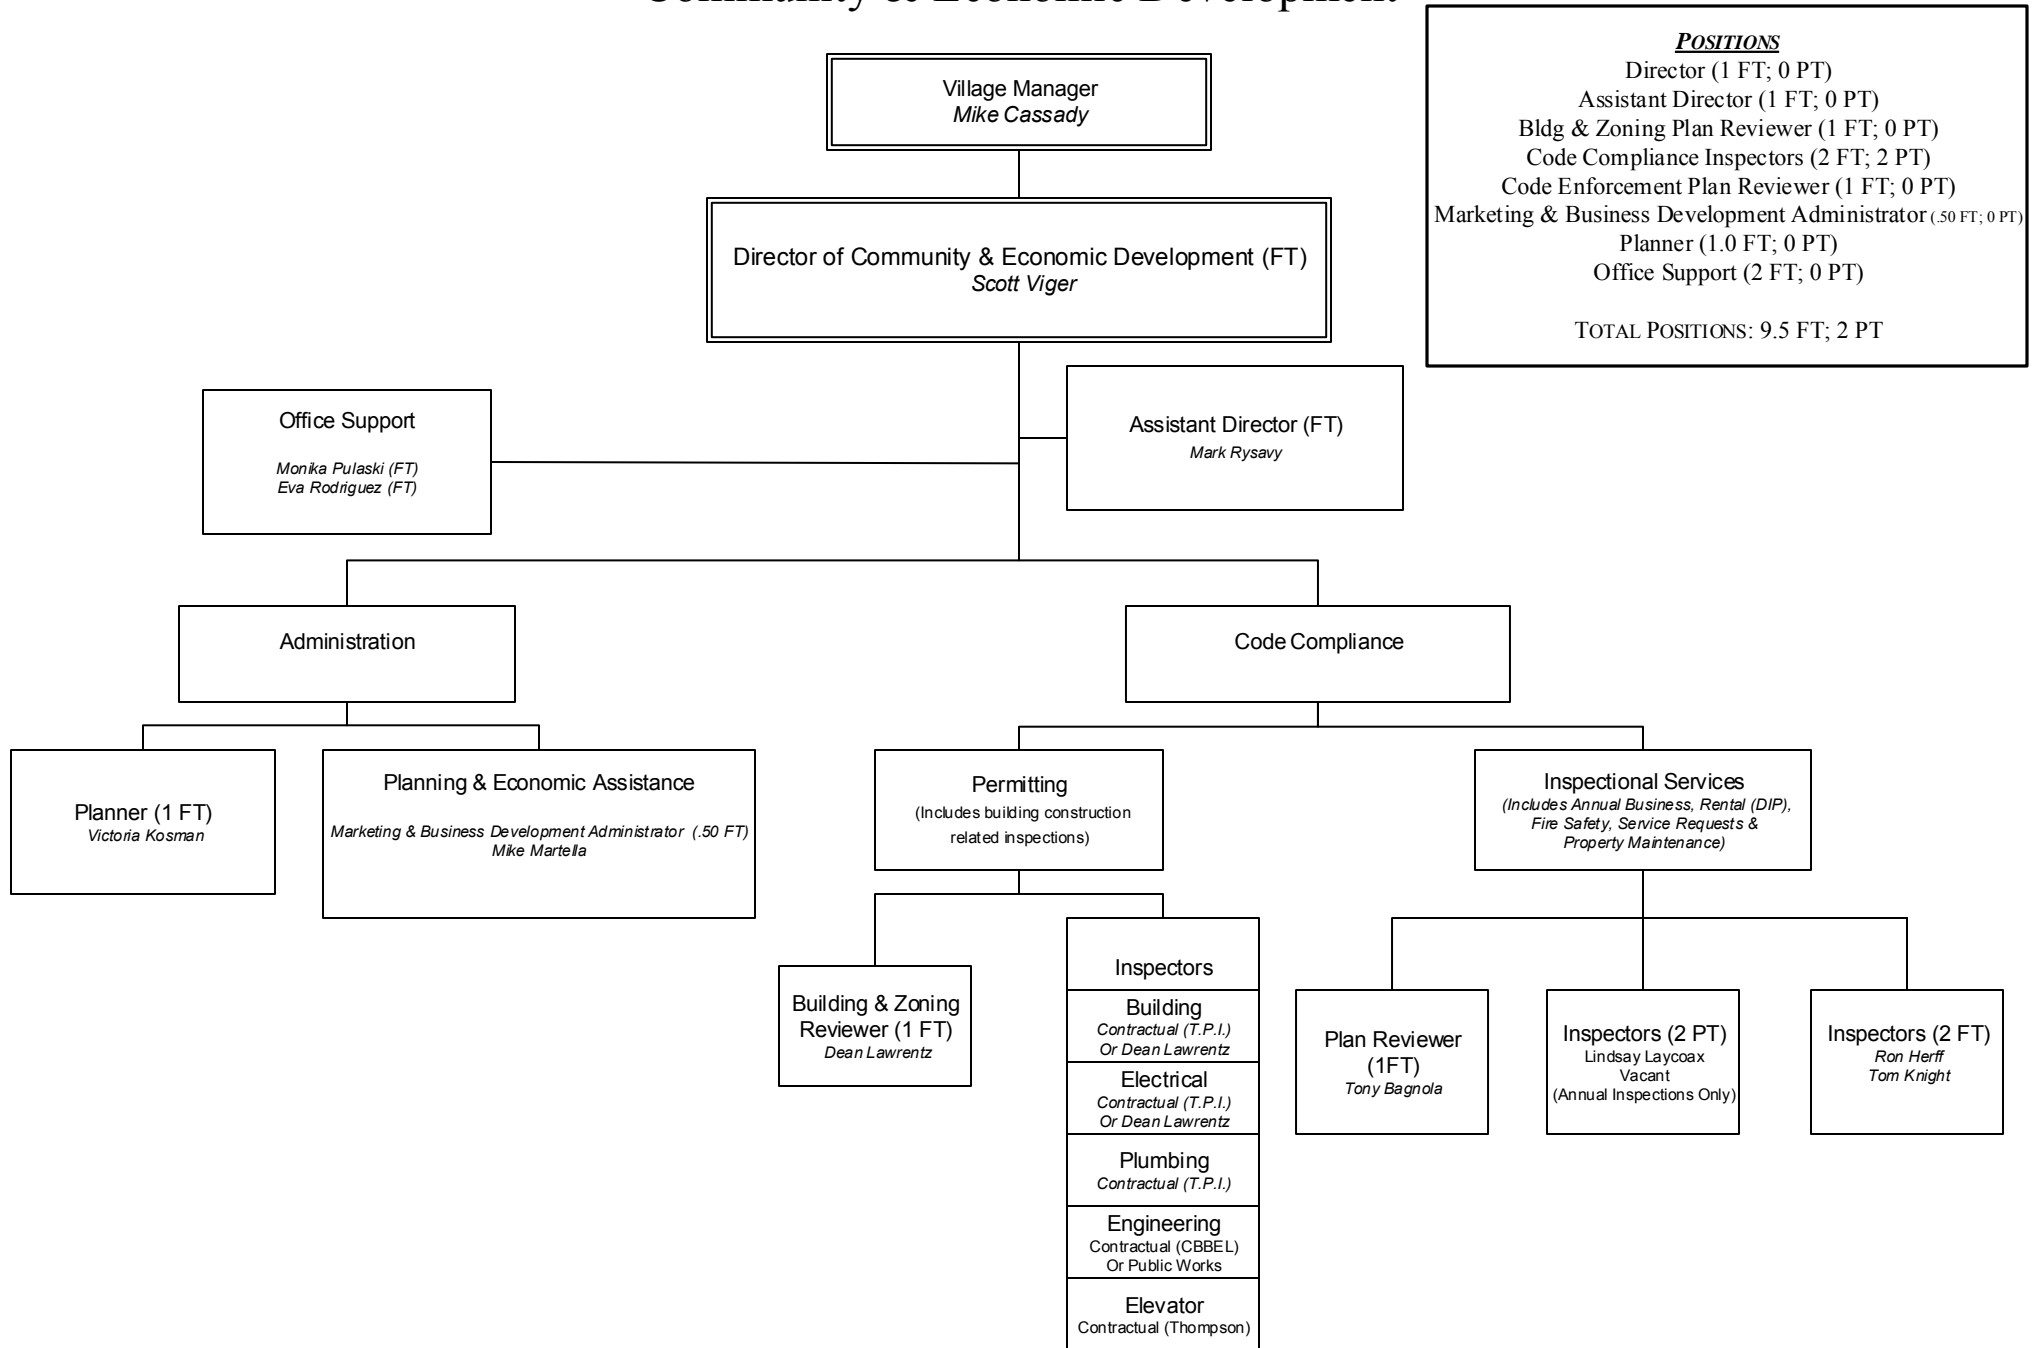 Community & Economic Development
POSITIONS
Director (1 FT; 0 PT)
Assistant Director (1 FT; 0 PT)
Bldg & Zoning Plan Reviewer (1 FT; 0 PT)
Code Compliance Inspectors (2 FT; 2 PT)
Code Enforcement Plan Reviewer (1 FT; 0 PT)
Marketing & Business Development Administrator (.50 FT; 0 PT)
Planner (1.0 FT; 0 PT)
Office Support (2 FT; 0 PT)
TOTAL POSITIONS: 9.5 FT; 2 PT
Village Manager
Mike Cassady
Director of Community & Economic Development (FT)
Scott Viger
Office Support
Monika Pulaski (FT)
Eva Rodriguez (FT)
Assistant Director (FT)
Mark Rysavy
Administration
Code Compliance
Planner (1 FT)
Victoria Kosman
Planning & Economic Assistance
Marketing & Business Development Administrator (.50 FT)
Mike Martella
Permitting
(Includes building construction
related inspections)
Inspectional Services
(Includes Annual Business, Rental (DIP),
Fire Safety, Service Requests &
Property Maintenance)
Building & Zoning
Reviewer (1 FT)
Dean Lawrentz
Inspectors
Building
Contractual (T.P.I.)
Or Dean Lawrentz
Electrical
Contractual (T.P.I.)
Or Dean Lawrentz
Plumbing
Contractual (T.P.I.)
Engineering
Contractual (CBBEL)
Or Public Works
Elevator
Contractual (Thompson)
Plan Reviewer
(1FT)
Tony Bagnola
Inspectors (2 PT)
Lindsay Laycoax
Vacant
(Annual Inspections Only)
Inspectors (2 FT)
Ron Herff
Tom Knight